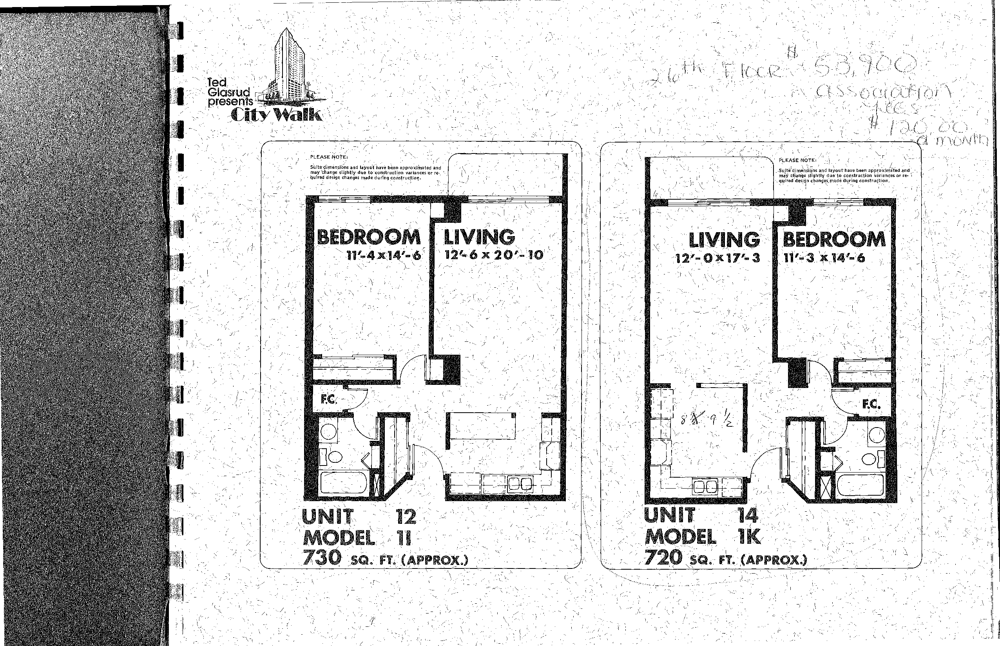 Ted
Glasrud
presents
City Walk
26th Floor $ 53,900
association
fees
$ 120.00
a month
PLEASE NOTE:
Suite dimensions and layout have been approximated and
may change slightly due to construction variances or re-
quired design changes made during construction.
BEDROOM
11'-4 x 14'-6
LIVING
12'-6 x 20'-10
F.C.
UNIT 12
MODEL 1I
730 SQ. FT. (APPROX.)
PLEASE NOTE:
Suite dimensions and layout have been approximated and
may change slightly due to construction variances or re-
quired design changes made during construction.
LIVING
12'-0 x 17'-3
BEDROOM
11'-3 x 14'-6
F.C.
8 X 9 ½
UNIT 14
MODEL 1K
720 SQ. FT. (APPROX.)